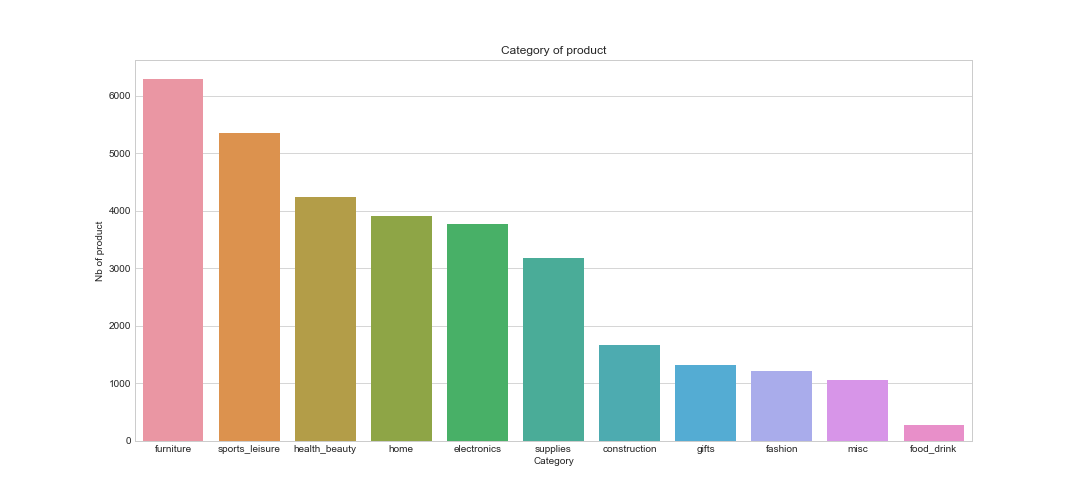 Category of product
6000
5000
4000
3000
2000
1000
0
Nb of product
furniture sports_leisure health_beauty home electronics supplies construction gifts fashion misc food_drink
Category